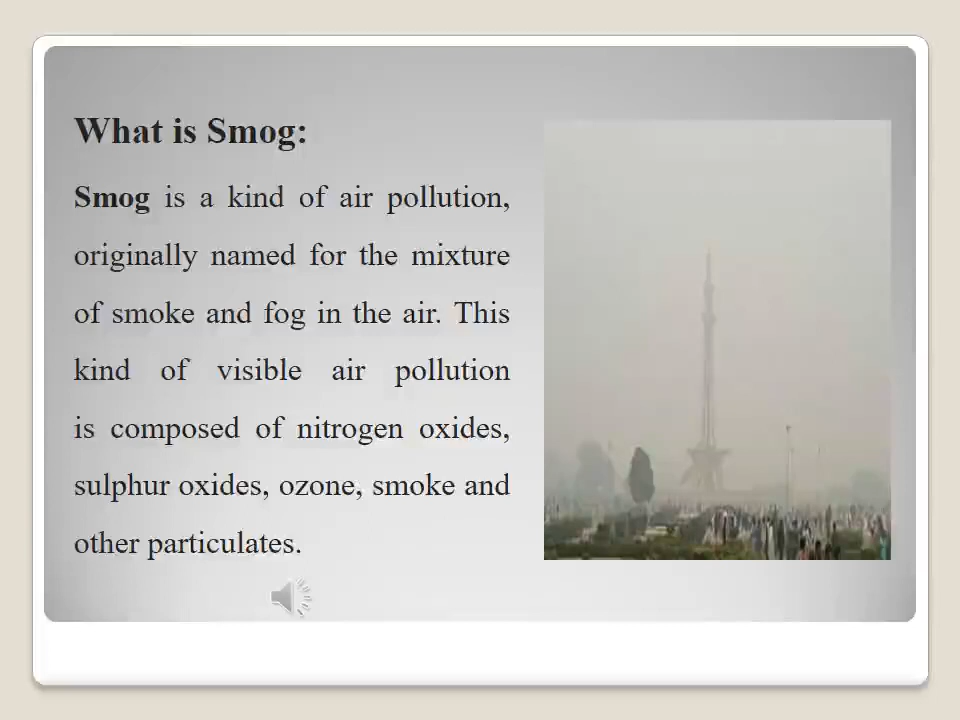 What is Smog:
Smog is a kind of air pollution,
originally named for the mixture
of smoke and fog in the air. This
kind of visible air pollution
is composed of nitrogen oxides,
sulphur oxides, ozone, smoke and
other particulates.